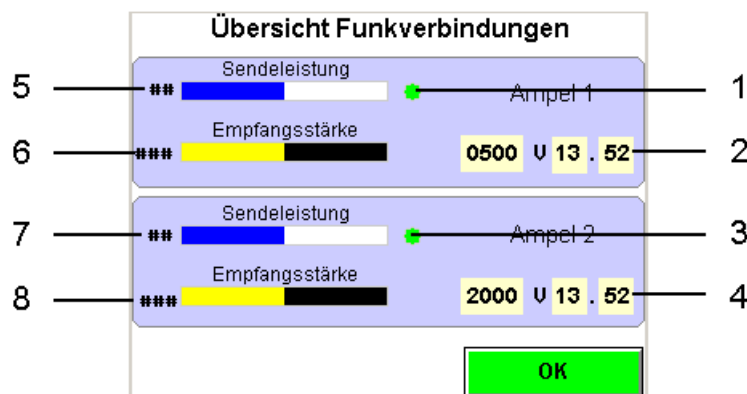 Übersicht Funkverbindungen
Sendeleistung
5 ## Ampel 1 1
Empfangsstärke
6 ### 0500 V 13 . 52 2
Sendeleistung
7 ## Ampel 2 3
Empfangsstärke
8 ### 2000 V 13 . 52 4
OK